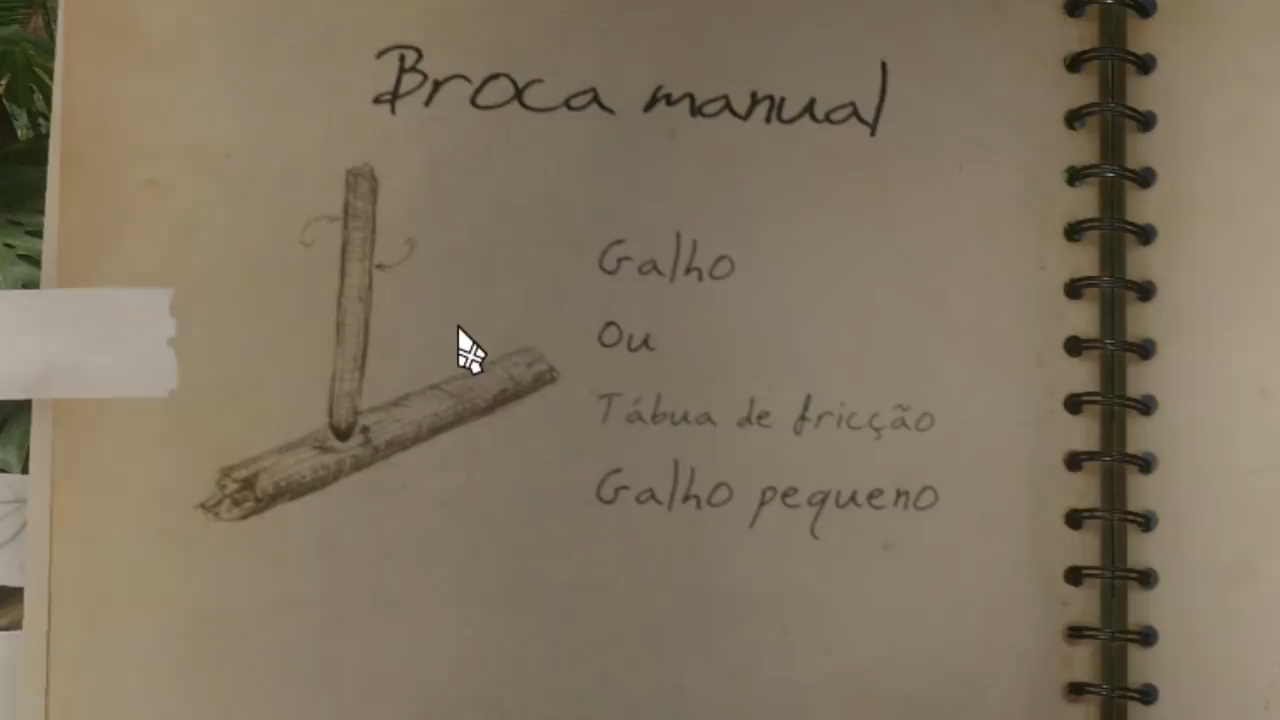 Broca manual
Galho
Ou
Tábua de fricção
Galho pequeno